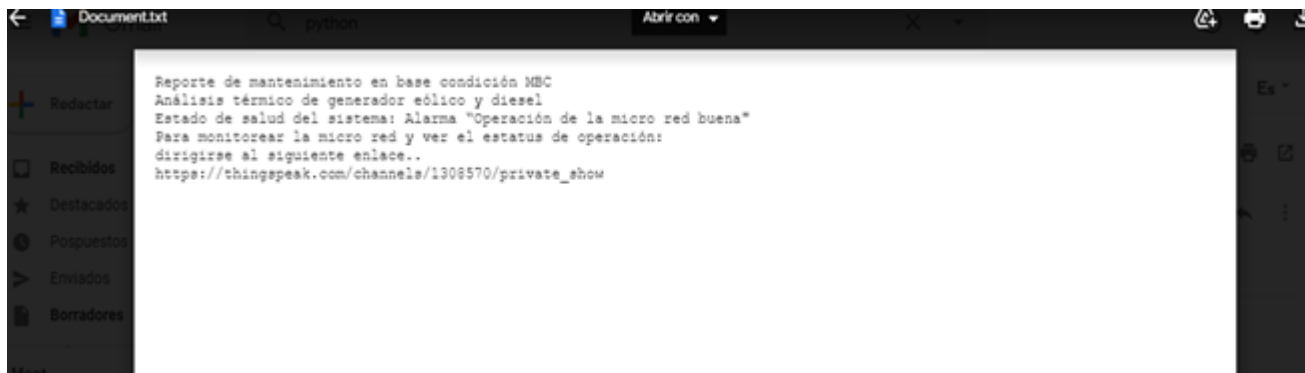 Document.txt
python
Abrir con
Redactar
Es
Reporte de mantenimiento en base condición MBC
Análisis térmico de generador eólico y diesel
Estado de salud del sistema: Alarma "Operación de la micro red buena"
Para monitorear la micro red y ver el estatus de operación:
dirigirse al siguiente enlace..
https://thingspeak.com/channels/1308570/private_show
Recibidos
Destacados
Pospuestos
Enviados
Borradores